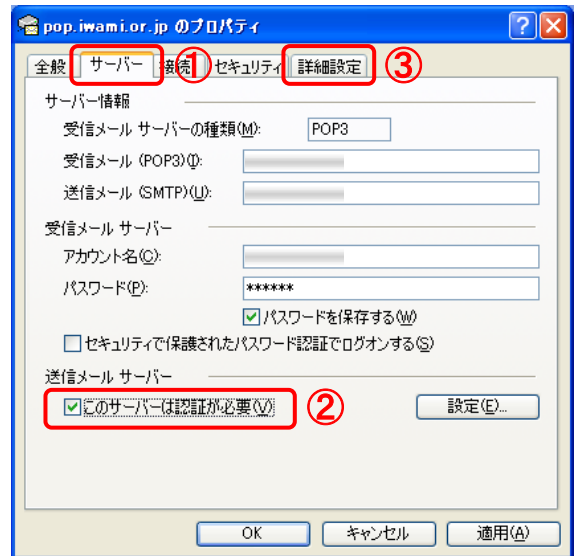 pop.iwami.or.jp のプロパティ
全般 サーバー 接続 セキュリティ 詳細設定
① ③
サーバー情報
受信メール サーバーの種類(M): POP3
受信メール (POP3)(I):
送信メール (SMTP)(U):
受信メール サーバー
アカウント名(C):
パスワード(P): ******
パスワードを保存する(W)
セキュリティで保護されたパスワード認証でログオンする(S)
送信メール サーバー
このサーバーは認証が必要(V) ② 設定(E)...
OK キャンセル 適用(A)